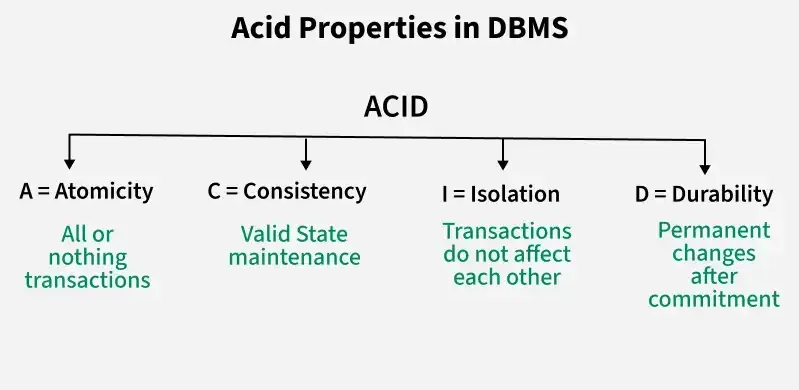 Acid Properties in DBMS
ACID
A = Atomicity
All or
nothing
transactions
C = Consistency
Valid State
maintenance
I = Isolation
Transactions
do not affect
each other
D = Durability
Permanent
changes
after
commitment